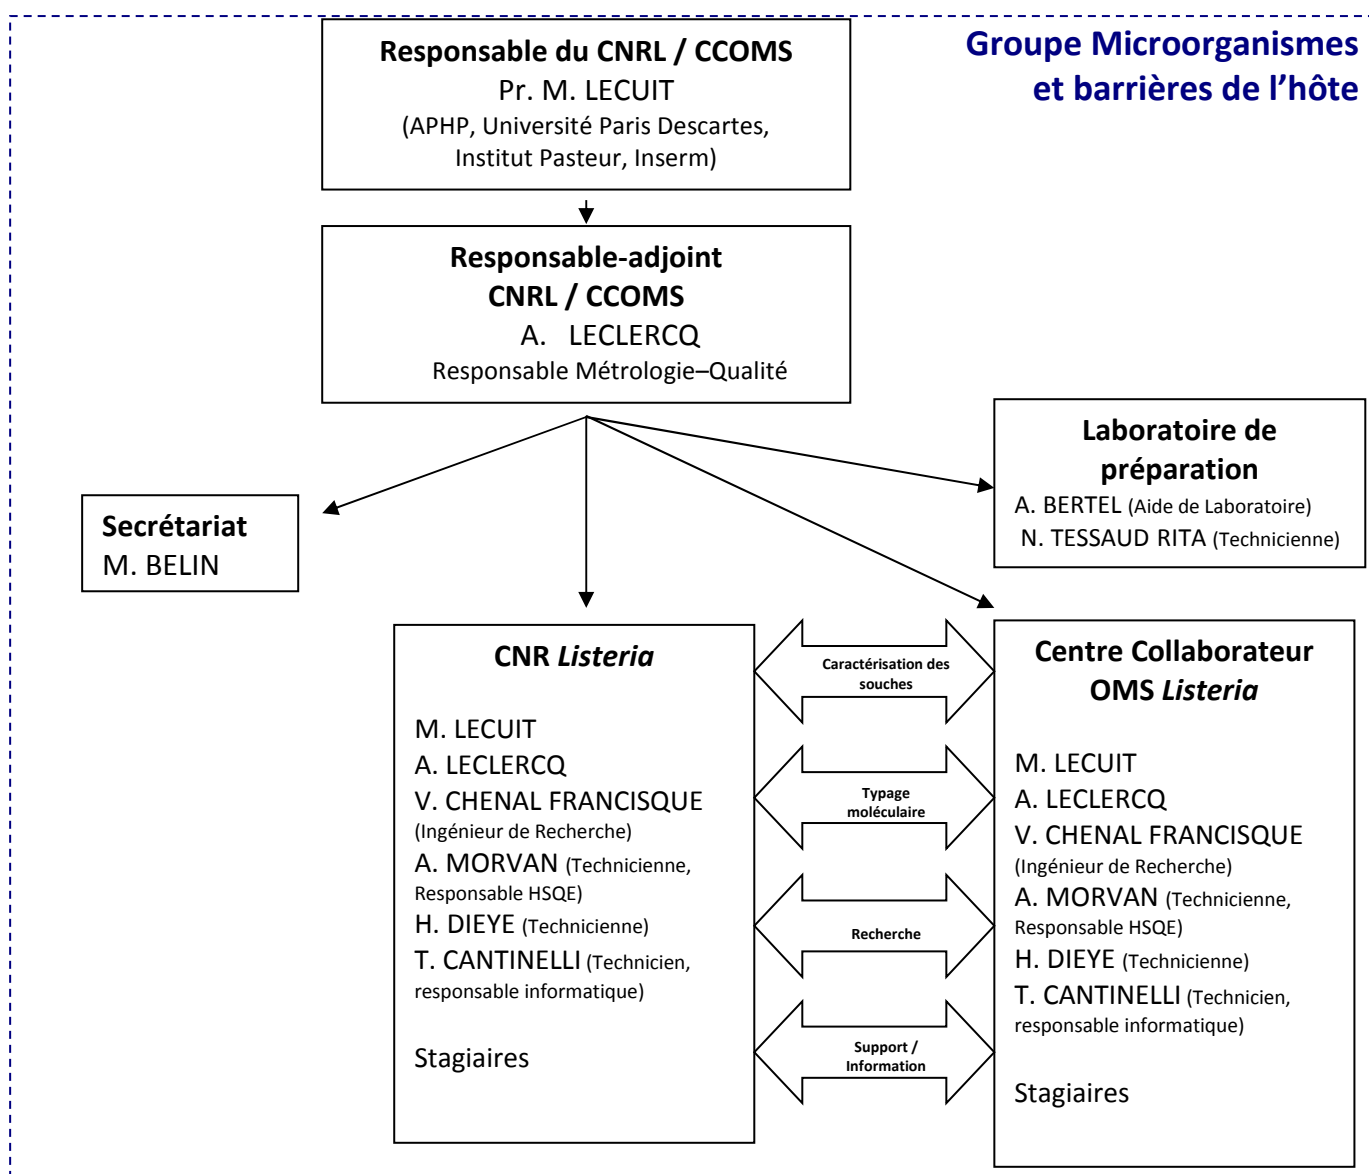 Groupe Microorganismes
et barrières de l’hôte
Responsable du CNRL / CCOMS
Pr. M. LECUIT
(APHP, Université Paris Descartes,
Institut Pasteur, Inserm)
Responsable-adjoint
CNRL / CCOMS
A. LECLERCQ
Responsable Métrologie–Qualité
Laboratoire de
préparation
A. BERTEL (Aide de Laboratoire)
N. TESSAUD RITA (Technicienne)
Secrétariat
M. BELIN
CNR Listeria
M. LECUIT
A. LECLERCQ
V. CHENAL FRANCISQUE
(Ingénieur de Recherche)
A. MORVAN (Technicienne,
Responsable HSQE)
H. DIEYE (Technicienne)
T. CANTINELLI (Technicien,
responsable informatique)
Stagiaires
Caractérisation des
souches
Typage
moléculaire
Recherche
Support /
Information
Centre Collaborateur
OMS Listeria
M. LECUIT
A. LECLERCQ
V. CHENAL FRANCISQUE
(Ingénieur de Recherche)
A. MORVAN (Technicienne,
Responsable HSQE)
H. DIEYE (Technicienne)
T. CANTINELLI (Technicien,
responsable informatique)
Stagiaires